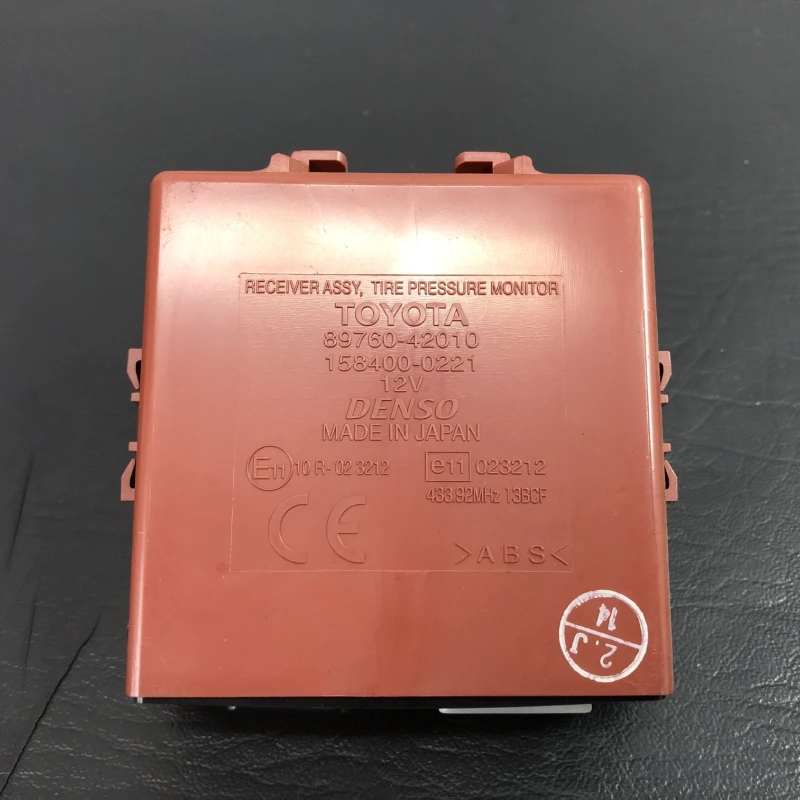 RECEIVER ASSY, TIRE PRESSURE MONITOR
TOYOTA
89760-42010
158400-0221
12V
DENSO
MADE IN JAPAN
E11 10 R-02 3212
e11 023212
433.92MHz 13BCF
CE
>ABS<
14
2.J